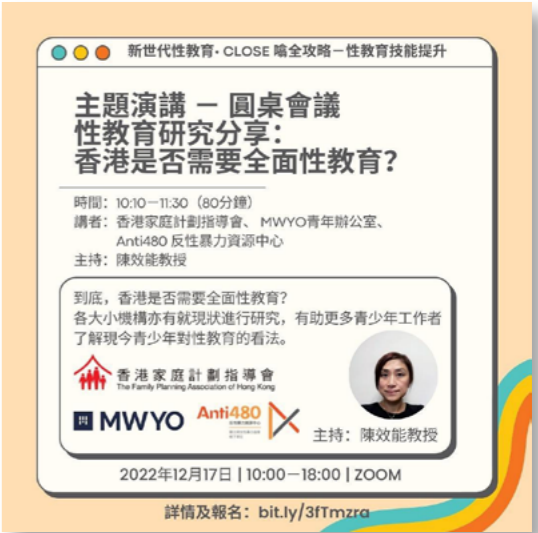 新世代性教育· CLOSE 嗡全攻略－性教育技能提升
主題演講 － 圓桌會議
性教育研究分享：
香港是否需要全面性教育？
時間：10:10－11:30（80分鐘）
講者：香港家庭計劃指導會、MWYO青年辦公室、
Anti480 反性暴力資源中心
主持：陳效能教授
到底，香港是否需要全面性教育？
各大小機構亦有就現狀進行研究，有助更多青少年工作者
了解現今青少年對性教育的看法。
香港家庭計劃指導會
The Family Planning Association of Hong Kong
MWYO
Anti480
主持：陳效能教授
2022年12月17日 | 10:00－18:00 | ZOOM
詳情及報名：bit.ly/3fTmzra